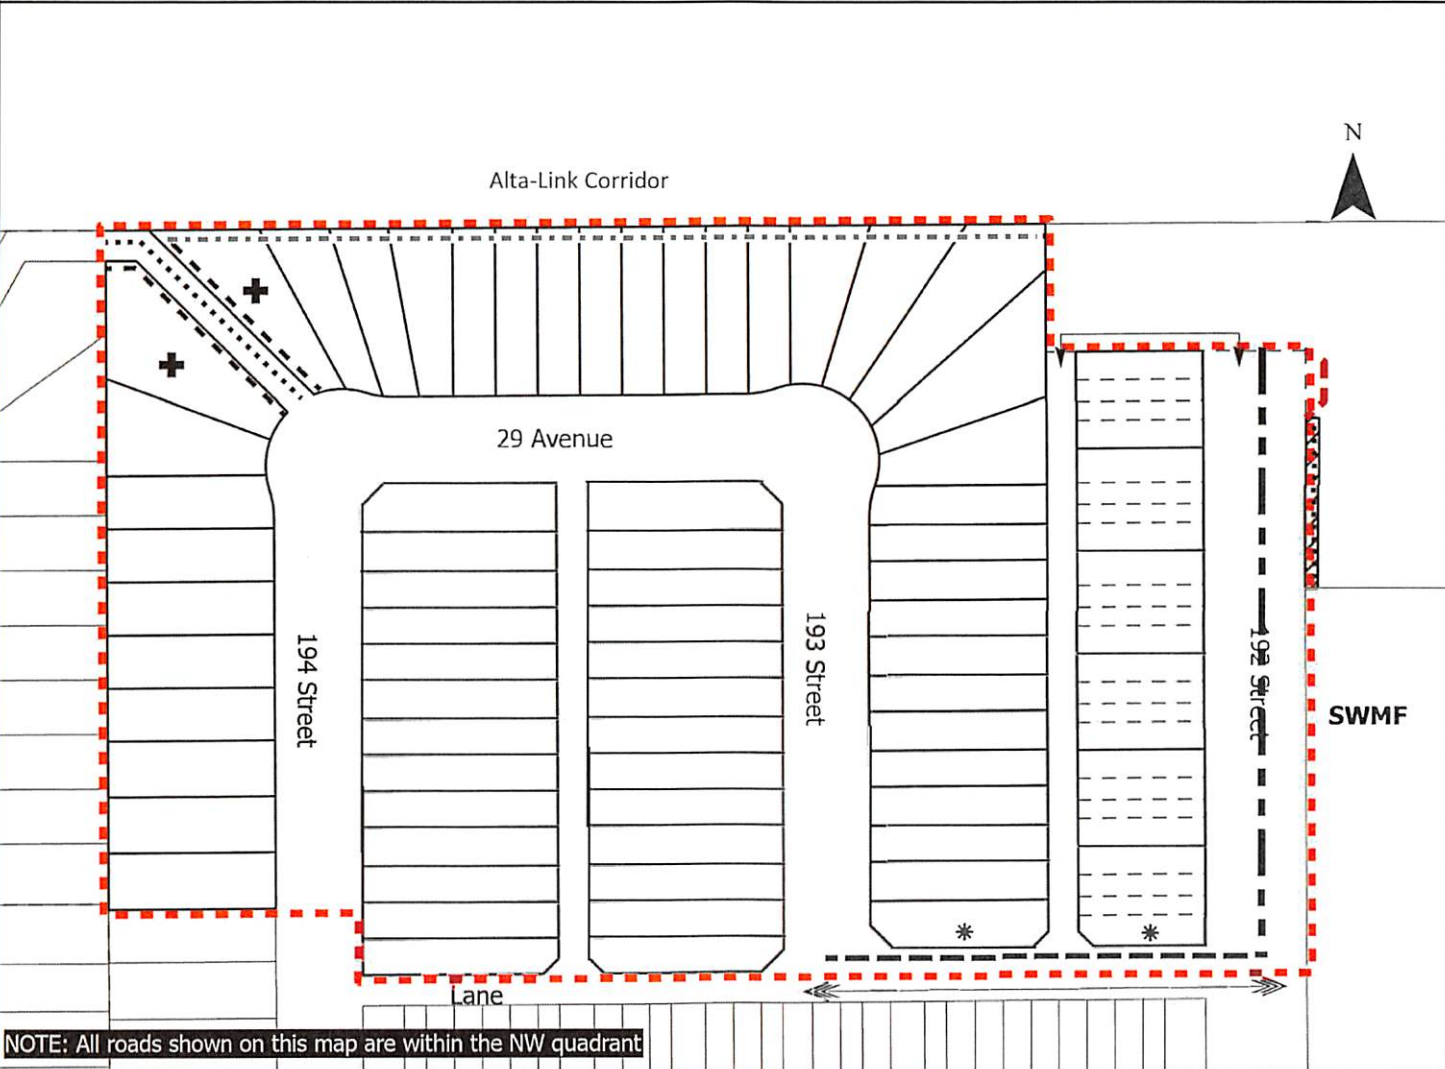 N
Alta-Link Corridor
29 Avenue
194 Street
193 Street
192 Street
SWMF
Lane
NOTE: All roads shown on this map are within the NW quadrant